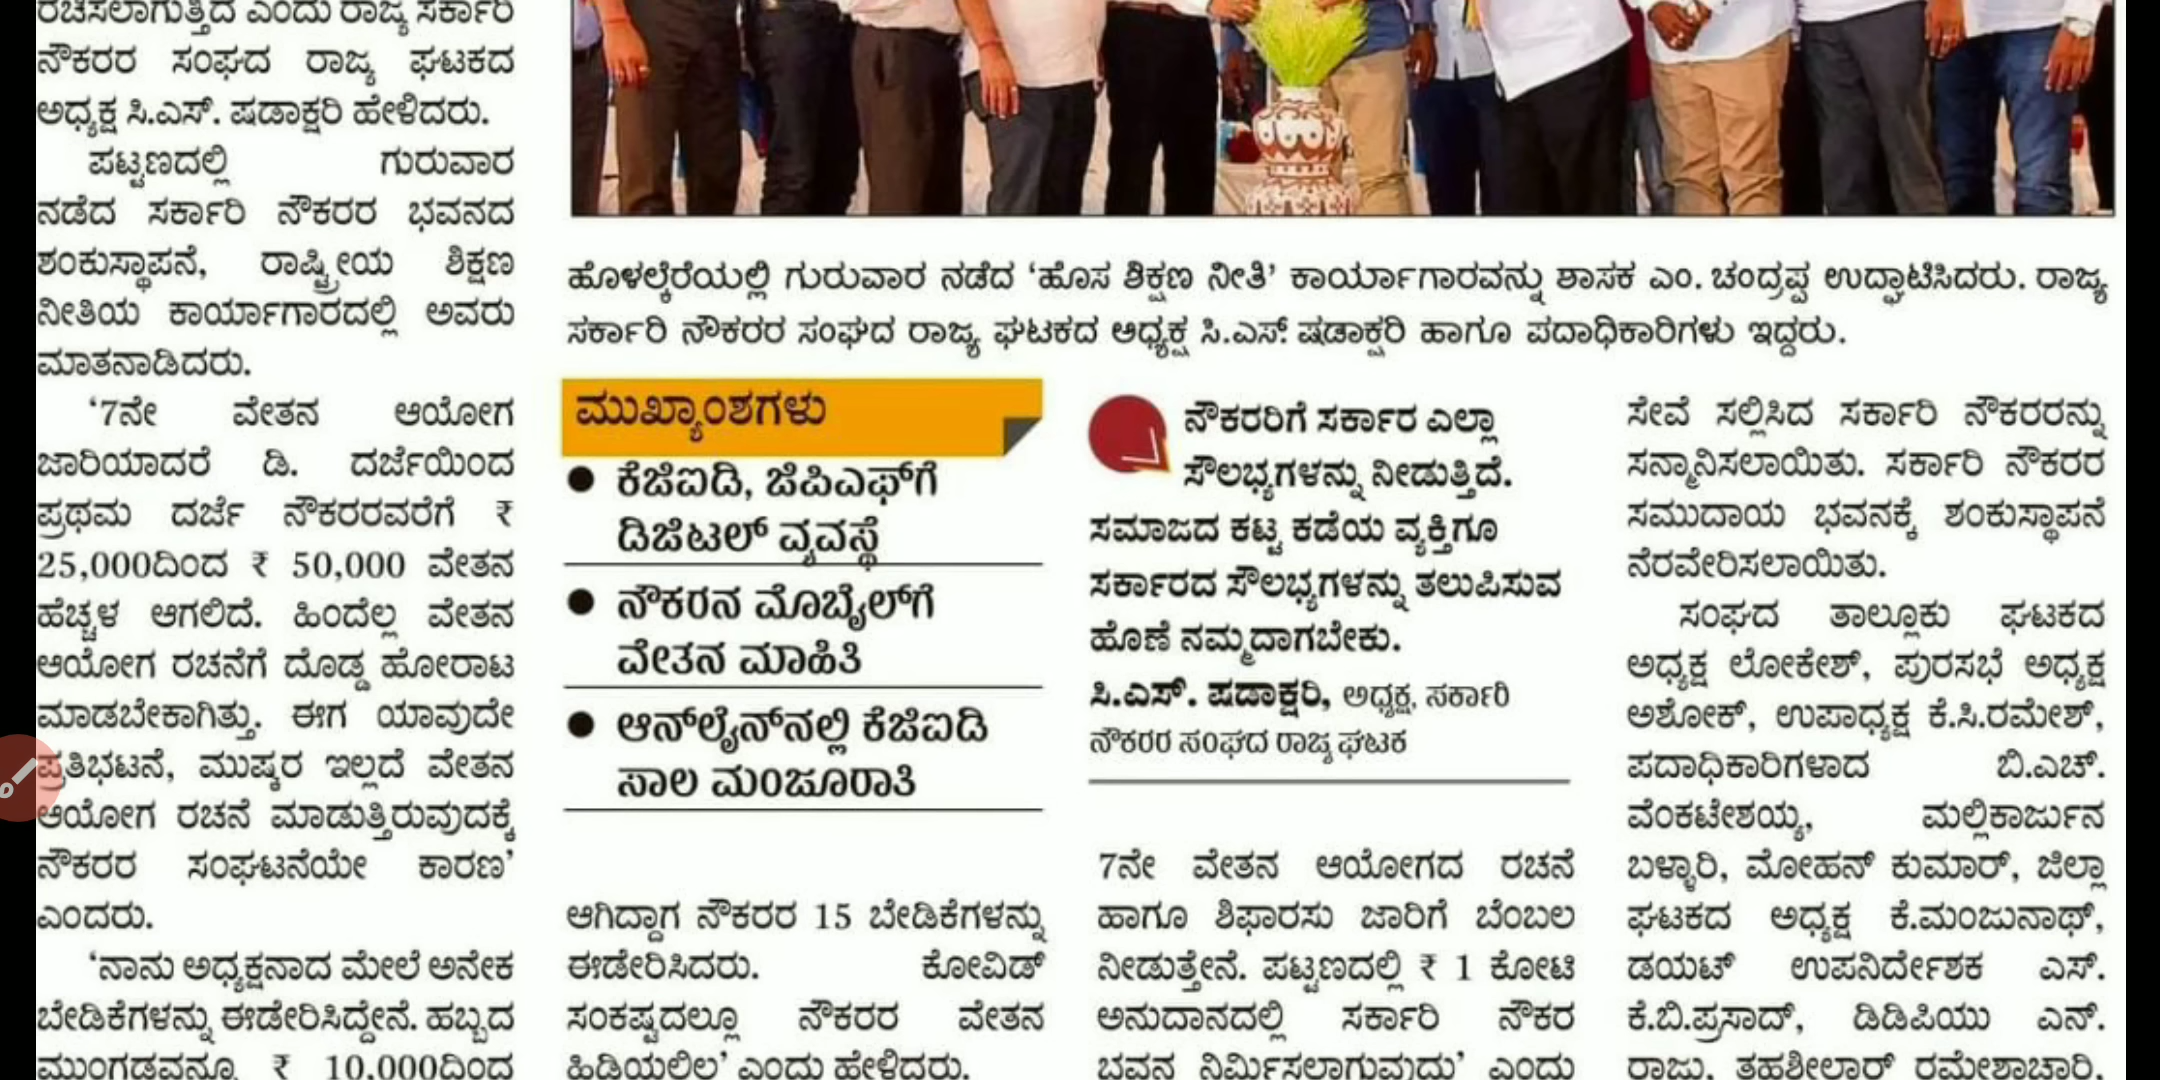 ರಚಿಸಲಾಗುತ್ತಿದೆ ಎಂದು ರಾಜ್ಯ ಸರ್ಕಾರಿ
ನೌಕರರ ಸಂಘದ ರಾಜ್ಯ ಘಟಕದ
ಅಧ್ಯಕ್ಷ ಸಿ.ಎಸ್. ಷಡಾಕ್ಷರಿ ಹೇಳಿದರು.
ಪಟ್ಟಣದಲ್ಲಿ ಗುರುವಾರ
ನಡೆದ ಸರ್ಕಾರಿ ನೌಕರರ ಭವನದ
ಶಂಕುಸ್ಥಾಪನೆ, ರಾಷ್ಟ್ರೀಯ ಶಿಕ್ಷಣ
ನೀತಿಯ ಕಾರ್ಯಾಗಾರದಲ್ಲಿ ಅವರು
ಮಾತನಾಡಿದರು.
‘7ನೇ ವೇತನ ಆಯೋಗ
ಜಾರಿಯಾದರೆ ಡಿ. ದರ್ಜೆಯಿಂದ
ಪ್ರಥಮ ದರ್ಜೆ ನೌಕರರವರೆಗೆ ₹
25,000ದಿಂದ ₹ 50,000 ವೇತನ
ಹೆಚ್ಚಳ ಆಗಲಿದೆ. ಹಿಂದೆಲ್ಲ ವೇತನ
ಆಯೋಗ ರಚನೆಗೆ ದೊಡ್ಡ ಹೋರಾಟ
ಮಾಡಬೇಕಾಗಿತ್ತು. ಈಗ ಯಾವುದೇ
ಪ್ರತಿಭಟನೆ, ಮುಷ್ಕರ ಇಲ್ಲದೆ ವೇತನ
ಆಯೋಗ ರಚನೆ ಮಾಡುತ್ತಿರುವುದಕ್ಕೆ
ನೌಕರರ ಸಂಘಟನೆಯೇ ಕಾರಣ’
ಎಂದರು.
‘ನಾನು ಅಧ್ಯಕ್ಷನಾದ ಮೇಲೆ ಅನೇಕ
ಬೇಡಿಕೆಗಳನ್ನು ಈಡೇರಿಸಿದ್ದೇನೆ. ಹಬ್ಬದ
ಮುಂಗಡವನ್ನೂ ₹ 10,000ದಿಂದ
ಹೊಳಲ್ಕೆರೆಯಲ್ಲಿ ಗುರುವಾರ ನಡೆದ ‘ಹೊಸ ಶಿಕ್ಷಣ ನೀತಿ’ ಕಾರ್ಯಾಗಾರವನ್ನು ಶಾಸಕ ಎಂ. ಚಂದ್ರಪ್ಪ ಉದ್ಘಾಟಿಸಿದರು. ರಾಜ್ಯ
ಸರ್ಕಾರಿ ನೌಕರರ ಸಂಘದ ರಾಜ್ಯ ಘಟಕದ ಅಧ್ಯಕ್ಷ ಸಿ.ಎಸ್. ಷಡಾಕ್ಷರಿ ಹಾಗೂ ಪದಾಧಿಕಾರಿಗಳು ಇದ್ದರು.
ಮುಖ್ಯಾಂಶಗಳು
● ಕೆಜಿಐಡಿ, ಜಿಪಿಎಫ್‌ಗೆ
ಡಿಜಿಟಲ್ ವ್ಯವಸ್ಥೆ
● ನೌಕರನ ಮೊಬೈಲ್‌ಗೆ
ವೇತನ ಮಾಹಿತಿ
● ಆನ್‌ಲೈನ್‌ನಲ್ಲಿ ಕೆಜಿಐಡಿ
ಸಾಲ ಮಂಜೂರಾತಿ
ಆಗಿದ್ದಾಗ ನೌಕರರ 15 ಬೇಡಿಕೆಗಳನ್ನು
ಈಡೇರಿಸಿದರು. ಕೋವಿಡ್
ಸಂಕಷ್ಟದಲ್ಲೂ ನೌಕರರ ವೇತನ
ಹಿಡಿಯಲಿಲ್ಲ’ ಎಂದು ಹೇಳಿದರು.
ನೌಕರರಿಗೆ ಸರ್ಕಾರ ಎಲ್ಲಾ
ಸೌಲಭ್ಯಗಳನ್ನು ನೀಡುತ್ತಿದೆ.
ಸಮಾಜದ ಕಟ್ಟ ಕಡೆಯ ವ್ಯಕ್ತಿಗೂ
ಸರ್ಕಾರದ ಸೌಲಭ್ಯಗಳನ್ನು ತಲುಪಿಸುವ
ಹೊಣೆ ನಮ್ಮದಾಗಬೇಕು.
ಸಿ.ಎಸ್. ಷಡಾಕ್ಷರಿ, ಅಧ್ಯಕ್ಷ, ಸರ್ಕಾರಿ
ನೌಕರರ ಸಂಘದ ರಾಜ್ಯ ಘಟಕ
7ನೇ ವೇತನ ಆಯೋಗದ ರಚನೆ
ಹಾಗೂ ಶಿಫಾರಸು ಜಾರಿಗೆ ಬೆಂಬಲ
ನೀಡುತ್ತೇನೆ. ಪಟ್ಟಣದಲ್ಲಿ ₹ 1 ಕೋಟಿ
ಅನುದಾನದಲ್ಲಿ ಸರ್ಕಾರಿ ನೌಕರ
ಭವನ ನಿರ್ಮಿಸಲಾಗುವುದು’ ಎಂದು
ಸೇವೆ ಸಲ್ಲಿಸಿದ ಸರ್ಕಾರಿ ನೌಕರರನ್ನು
ಸನ್ಮಾನಿಸಲಾಯಿತು. ಸರ್ಕಾರಿ ನೌಕರರ
ಸಮುದಾಯ ಭವನಕ್ಕೆ ಶಂಕುಸ್ಥಾಪನೆ
ನೆರವೇರಿಸಲಾಯಿತು.
ಸಂಘದ ತಾಲ್ಲೂಕು ಘಟಕದ
ಅಧ್ಯಕ್ಷ ಲೋಕೇಶ್, ಪುರಸಭೆ ಅಧ್ಯಕ್ಷ
ಅಶೋಕ್, ಉಪಾಧ್ಯಕ್ಷ ಕೆ.ಸಿ.ರಮೇಶ್,
ಪದಾಧಿಕಾರಿಗಳಾದ ಬಿ.ಎಚ್.
ವೆಂಕಟೇಶಯ್ಯ, ಮಲ್ಲಿಕಾರ್ಜುನ
ಬಳ್ಳಾರಿ, ಮೋಹನ್ ಕುಮಾರ್, ಜಿಲ್ಲಾ
ಘಟಕದ ಅಧ್ಯಕ್ಷ ಕೆ.ಮಂಜುನಾಥ್,
ಡಯಟ್ ಉಪನಿರ್ದೇಶಕ ಎಸ್.
ಕೆ.ಬಿ.ಪ್ರಸಾದ್, ಡಿಡಿಪಿಯು ಎನ್.
ರಾಜು, ತಹಶೀಲ್ದಾರ್ ರಮೇಶಾಚಾರಿ,